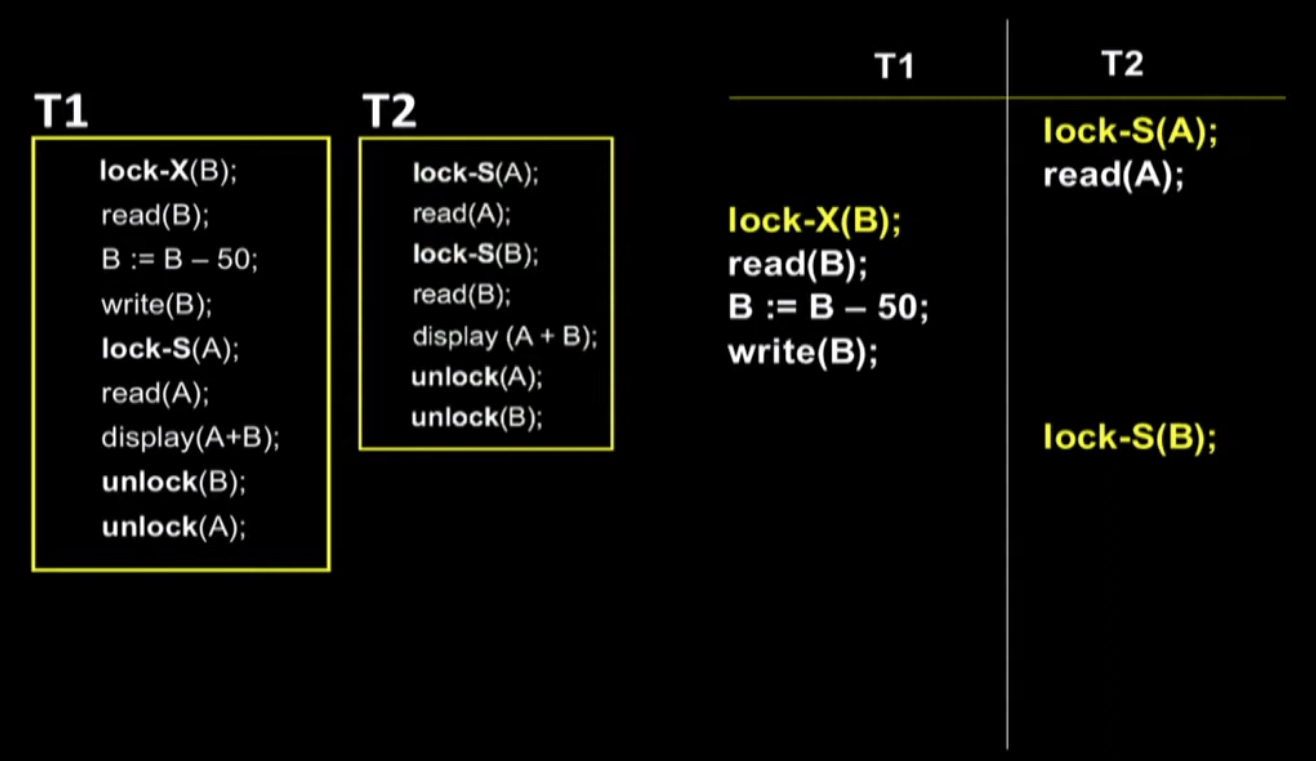 T1
lock-X(B);
read(B);
B := B – 50;
write(B);
lock-S(A);
read(A);
display(A+B);
unlock(B);
unlock(A);
T2
lock-S(A);
read(A);
lock-S(B);
read(B);
display (A + B);
unlock(A);
unlock(B);
T1 T2
lock-S(A);
read(A);
lock-X(B);
read(B);
B := B – 50;
write(B);
lock-S(B);